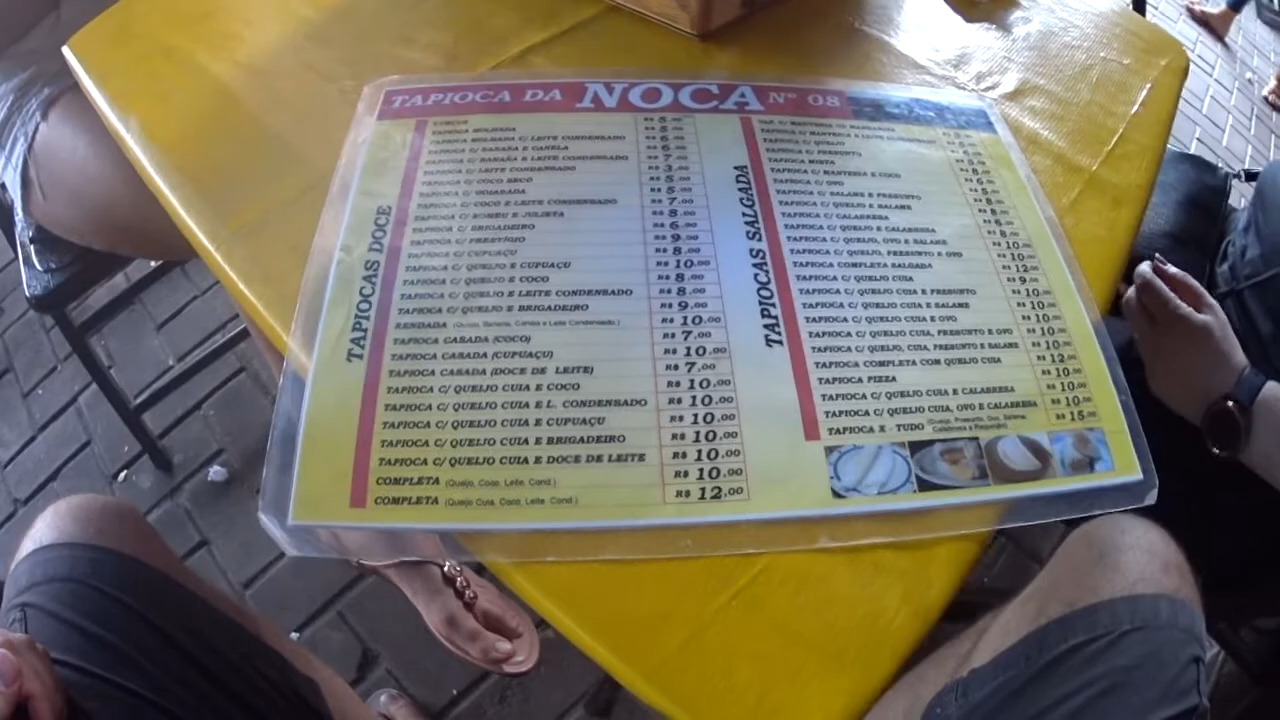 TAPIOCA DA NOCA Nº 08
TAPIOCAS DOCE
TAPIOCA MOLHADA R$ 5,00
TAPIOCA MOLHADA C/ LEITE CONDENSADO R$ 6,00
TAPIOCA C/ BANANA E CANELA R$ 6,00
TAPIOCA C/ BANANA E LEITE CONDENSADO R$ 7,00
TAPIOCA C/ LEITE CONDENSADO R$ 3,00
TAPIOCA C/ COCO SECO R$ 5,00
TAPIOCA C/ GOIABADA R$ 5,00
TAPIOCA C/ COCO E LEITE CONDENSADO R$ 7,00
TAPIOCA C/ ROMEU E JULIETA R$ 8,00
TAPIOCA C/ BRIGADEIRO R$ 6,00
TAPIOCA C/ PRESTÍGIO R$ 9,00
TAPIOCA C/ CUPUAÇU R$ 8,00
TAPIOCA C/ QUEIJO E CUPUAÇU R$ 10,00
TAPIOCA C/ QUEIJO E COCO R$ 8,00
TAPIOCA C/ QUEIJO E LEITE CONDENSADO R$ 8,00
TAPIOCA C/ QUEIJO E BRIGADEIRO R$ 9,00
RENDADA (Queijo, Banana, Canela e Leite Condensado.) R$ 10,00
TAPIOCA CASADA (COCO) R$ 7,00
TAPIOCA CASADA (CUPUAÇU) R$ 10,00
TAPIOCA CASADA (DOCE DE LEITE) R$ 7,00
TAPIOCA C/ QUEIJO CUIA E COCO R$ 10,00
TAPIOCA C/ QUEIJO CUIA E L. CONDENSADO R$ 10,00
TAPIOCA C/ QUEIJO CUIA E CUPUAÇU R$ 10,00
TAPIOCA C/ QUEIJO CUIA E BRIGADEIRO R$ 10,00
TAPIOCA C/ QUEIJO CUIA E DOCE DE LEITE R$ 10,00
COMPLETA (Queijo, Coco, Leite. Cond.) R$ 10,00
COMPLETA (Queijo Cuia, Coco, Leite. Cond.) R$ 12,00
TAPIOCAS SALGADA
TAP. C/ MANTEIGA OU MARGARINA
TAPIOCA C/ MANTEIGA E LEITE CONDENSADO R$ 5,00
TAPIOCA C/ QUEIJO R$ 6,00
TAPIOCA C/ PRESUNTO R$ 5,00
TAPIOCA MISTA R$ 8,00
TAPIOCA C/ MANTEIGA E COCO R$ 6,00
TAPIOCA C/ OVO R$ 5,00
TAPIOCA C/ SALAME E PRESUNTO R$ 8,00
TAPIOCA C/ QUEIJO E SALAME R$ 8,00
TAPIOCA C/ CALABRESA R$ 6,00
TAPIOCA C/ QUEIJO E CALABRESA R$ 8,00
TAPIOCA C/ QUEIJO, OVO E SALAME R$ 10,00
TAPIOCA C/ QUEIJO, PRESUNTO E OVO R$ 10,00
TAPIOCA COMPLETA SALGADA R$ 12,00
TAPIOCA C/ QUEIJO CUIA R$ 9,00
TAPIOCA C/ QUEIJO CUIA E PRESUNTO R$ 10,00
TAPIOCA C/ QUEIJO CUIA E SALAME R$ 10,00
TAPIOCA C/ QUEIJO CUIA E OVO R$ 10,00
TAPIOCA C/ QUEIJO CUIA, PRESUNTO E OVO R$ 10,00
TAPIOCA C/ QUEIJO, CUIA, PRESUNTO E SALAME R$ 10,00
TAPIOCA COMPLETA COM QUEIJO CUIA R$ 12,00
TAPIOCA PIZZA R$ 10,00
TAPIOCA C/ QUEIJO CUIA E CALABRESA R$ 10,00
TAPIOCA C/ QUEIJO CUIA, OVO E CALABRESA R$ 10,00
TAPIOCA X - TUDO (Queijo, Presunto, Ovo, Salame, Calabresa e Requeijão) R$ 15,00